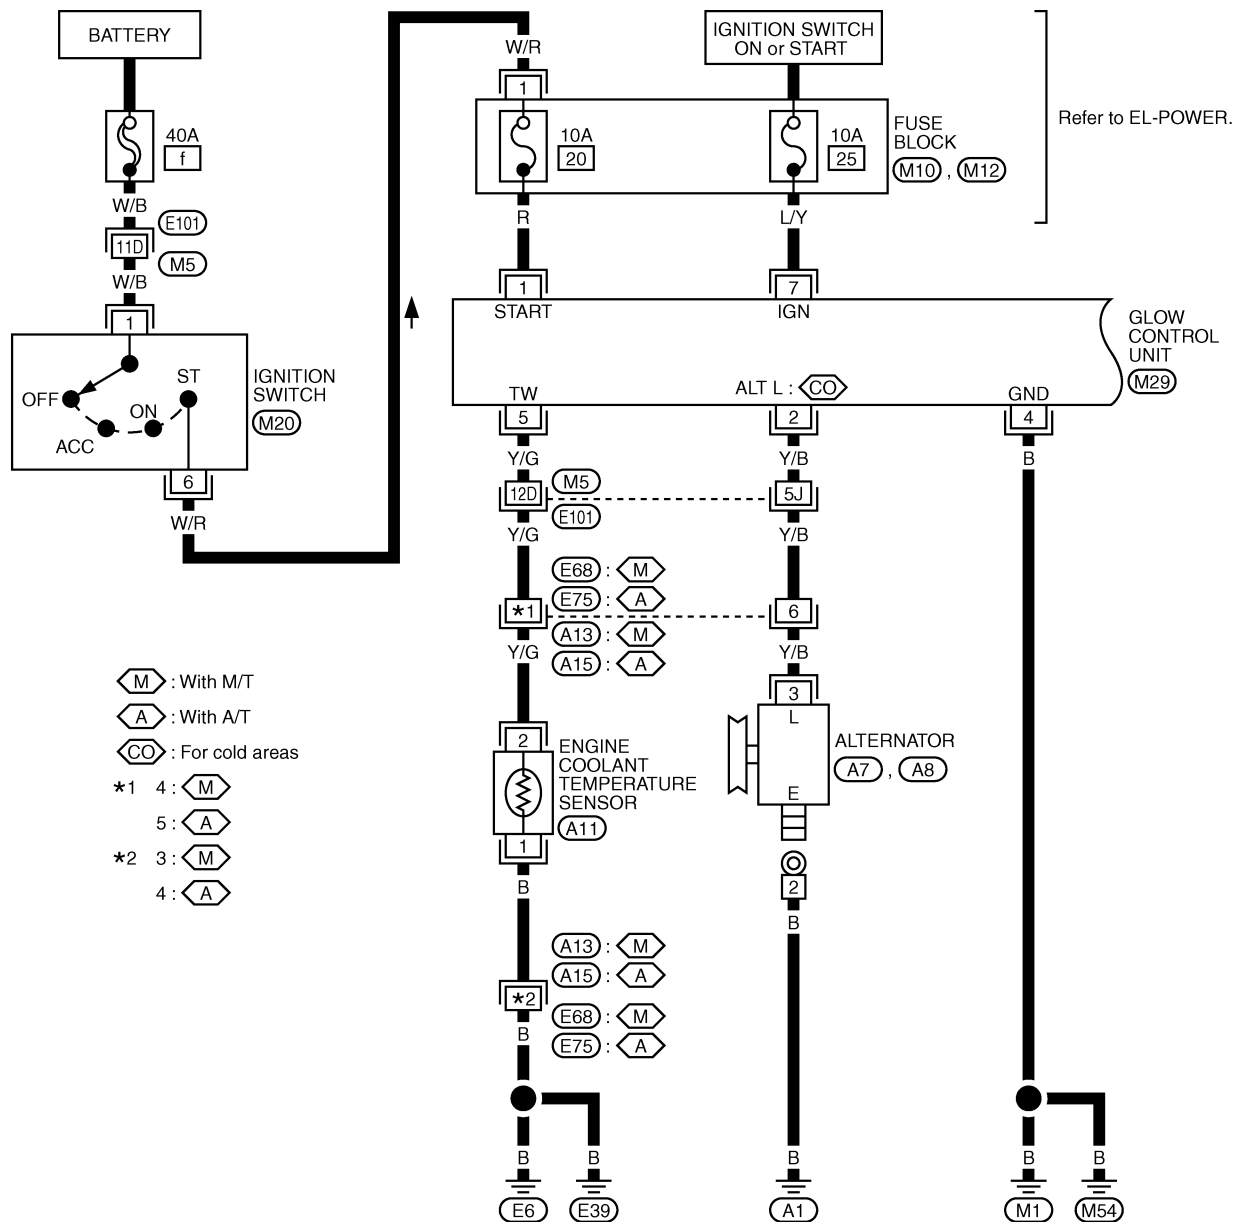 BATTERY
40A
f
W/B
E101
11D
M5
W/B
1
OFF
ACC
ON
ST
IGNITION
SWITCH
M20
6
W/R
W/R
1
IGNITION SWITCH
ON or START
10A
20
10A
25
FUSE
BLOCK
M10 , M12
Refer to EL-POWER.
R
L/Y
1
7
START
IGN
GLOW
CONTROL
UNIT
M29
TW
ALT L : CO
GND
5
2
4
Y/G
Y/B
B
12D
M5
E101
5J
Y/G
Y/B
E68 : M
E75 : A
*1
6
A13 : M
A15 : A
Y/G
Y/B
2
3
ENGINE
COOLANT
TEMPERATURE
SENSOR
A11
1
L
ALTERNATOR
A7 , A8
E
2
B
B
M : With M/T
A : With A/T
CO : For cold areas
*1 4 : M
5 : A
*2 3 : M
4 : A
A13 : M
A15 : A
*2
E68 : M
E75 : A
B
B
B
B
B
B
E6
E39
A1
M1
M54